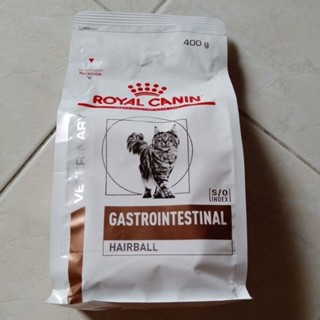 400 g
ROYAL CANIN
VETERINARY
S/O
INDEX
GASTROINTESTINAL
HAIRBALL